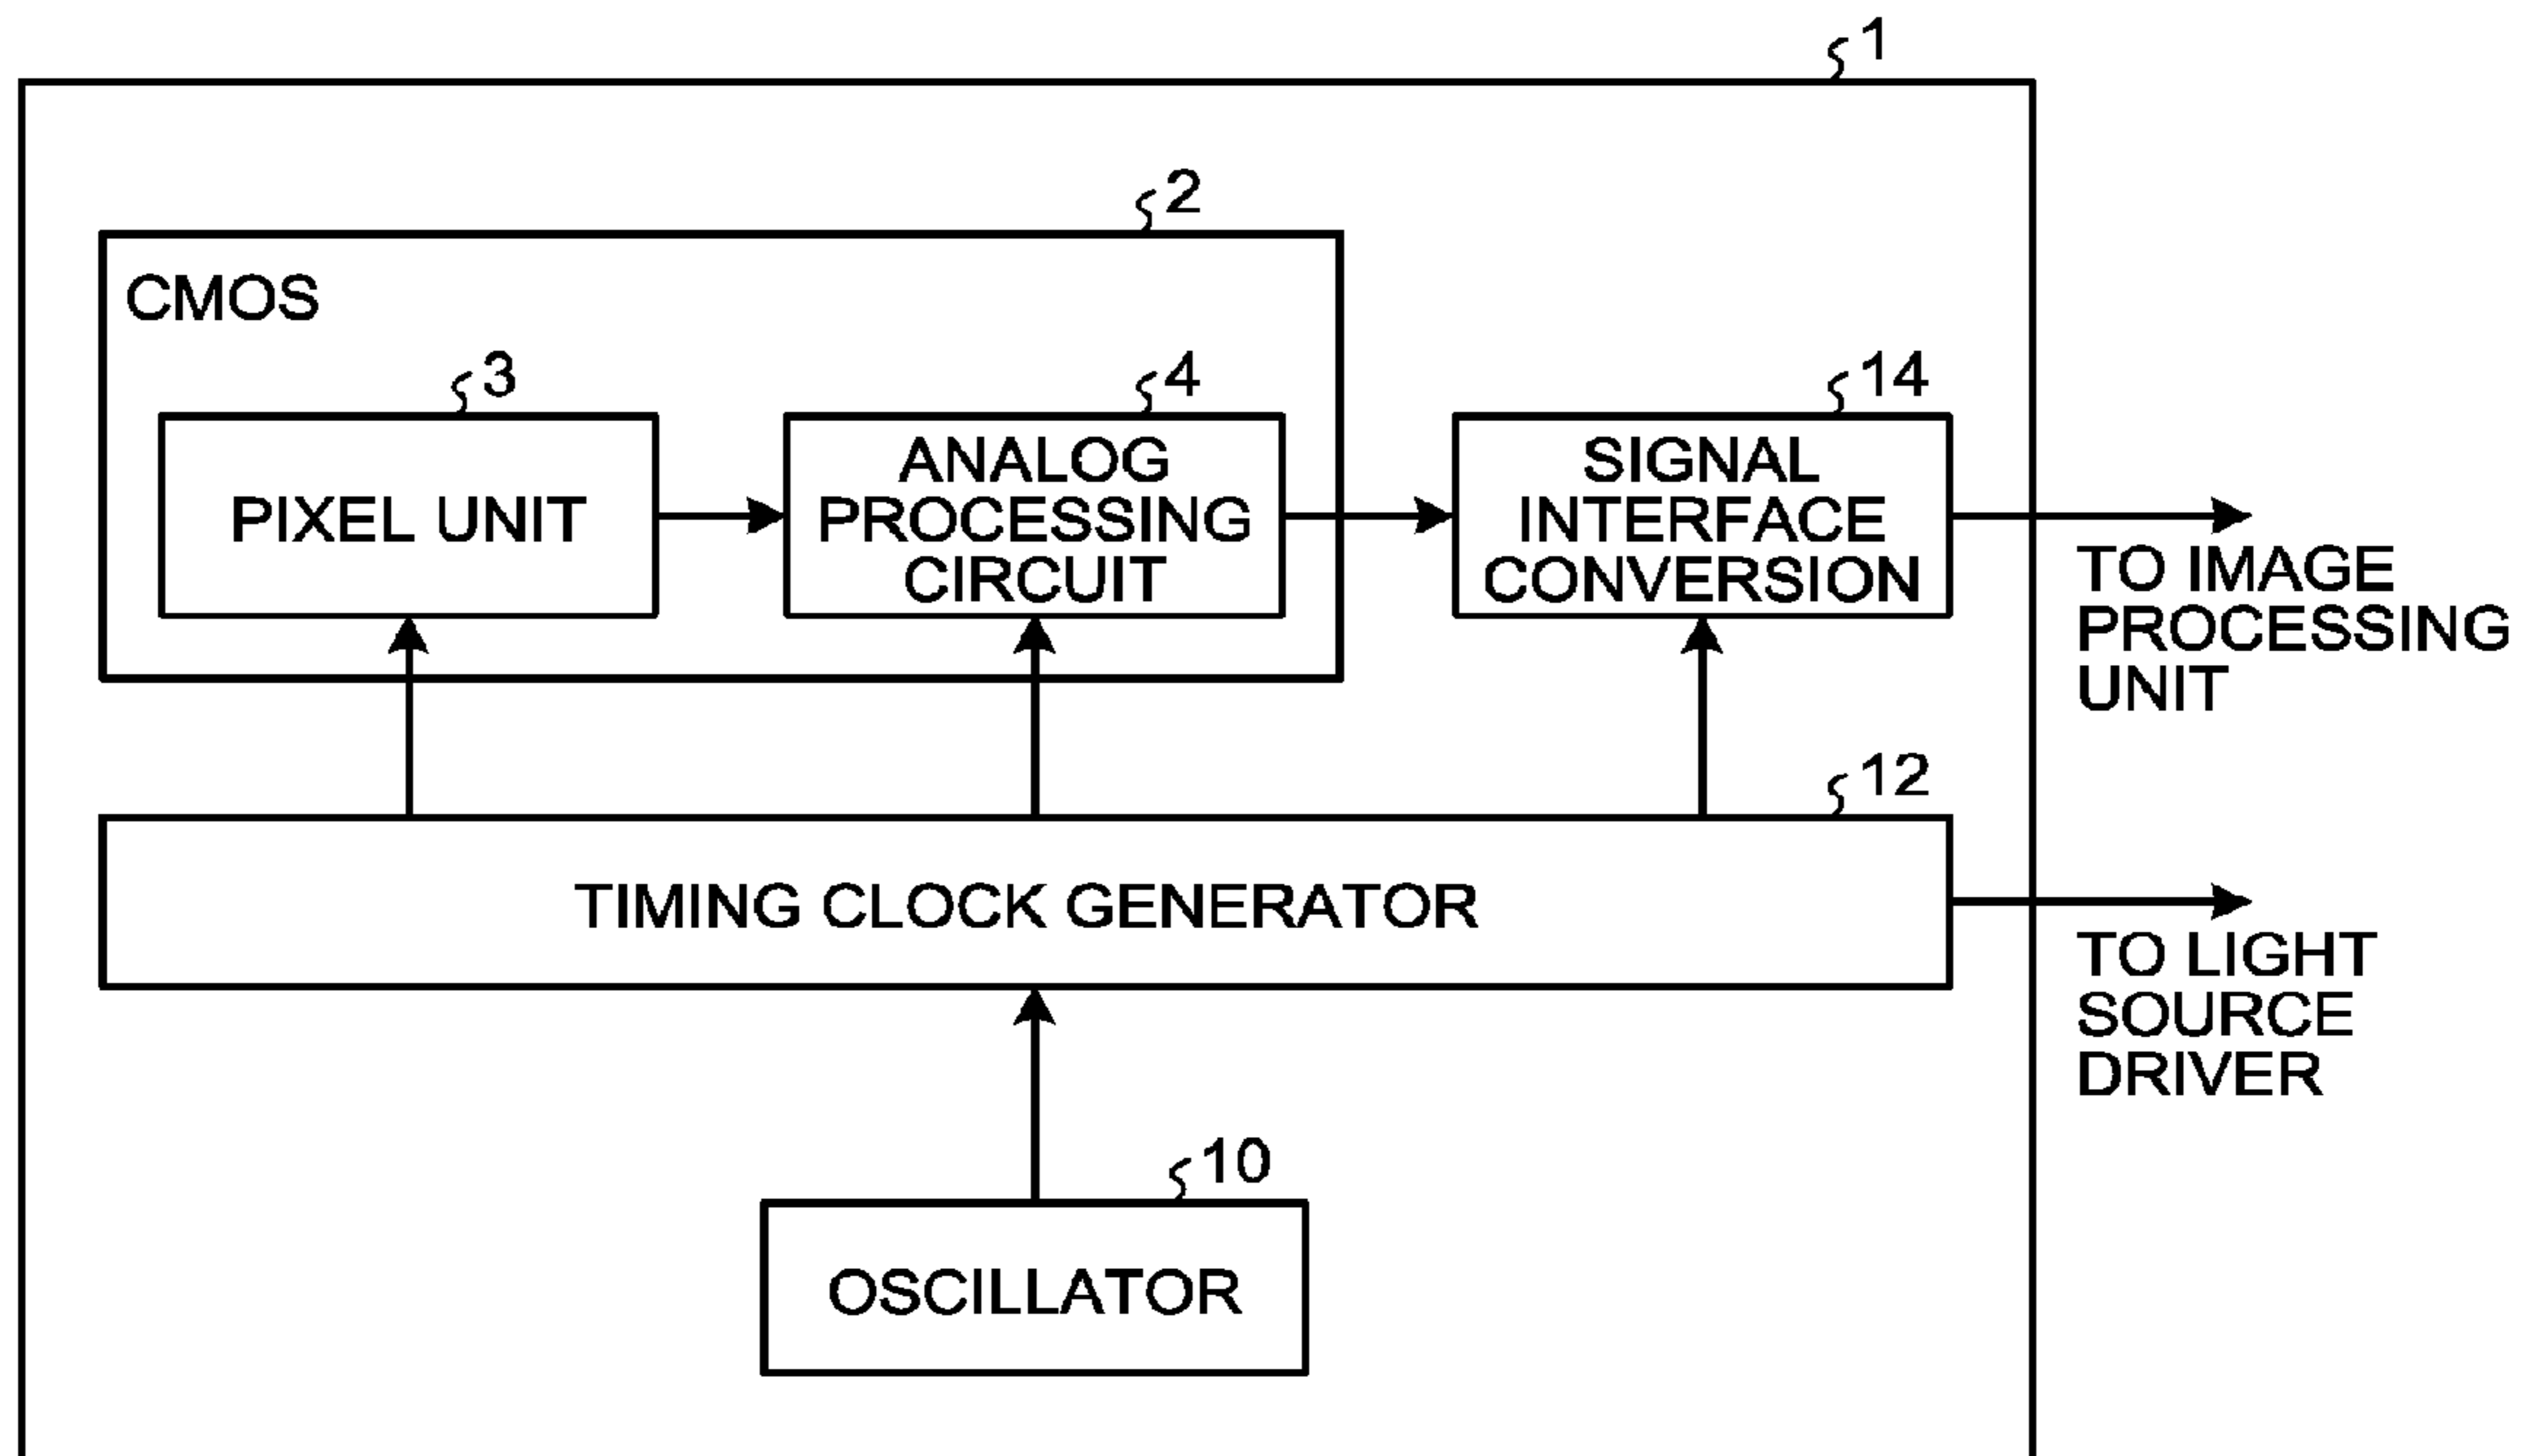 1
2
CMOS
3
4
14
PIXEL UNIT
ANALOG
PROCESSING
CIRCUIT
SIGNAL
INTERFACE
CONVERSION
TO IMAGE
PROCESSING
UNIT
12
TIMING CLOCK GENERATOR
TO LIGHT
SOURCE
DRIVER
10
OSCILLATOR